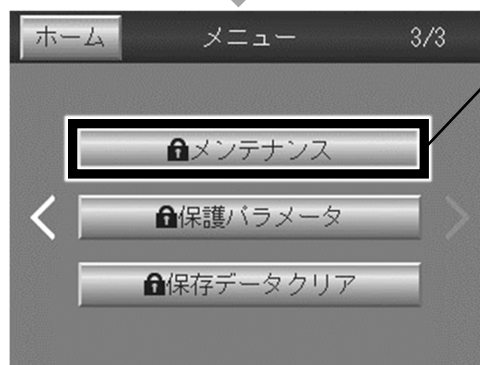 ホーム メニュー 3/3
メンテナンス
保護パラメータ
保存データクリア